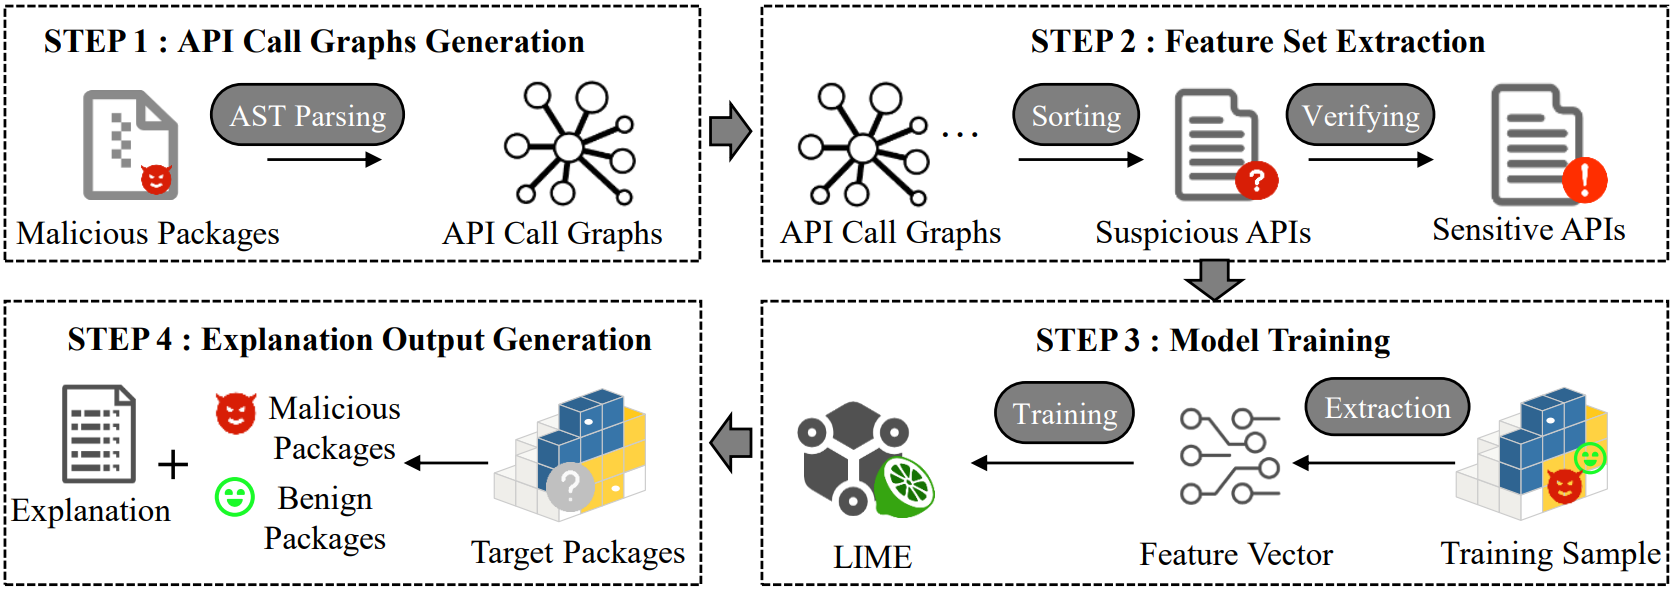 STEP 1 : API Call Graphs Generation
AST Parsing
Malicious Packages
API Call Graphs
STEP 2 : Feature Set Extraction
...
Sorting
Verifying
?
!
API Call Graphs
Suspicious APIs
Sensitive APIs
STEP 3 : Model Training
Extraction
Training
Training Sample
Feature Vector
LIME
STEP 4 : Explanation Output Generation
?
Target Packages
Malicious
Packages
Benign
Packages
+
Explanation